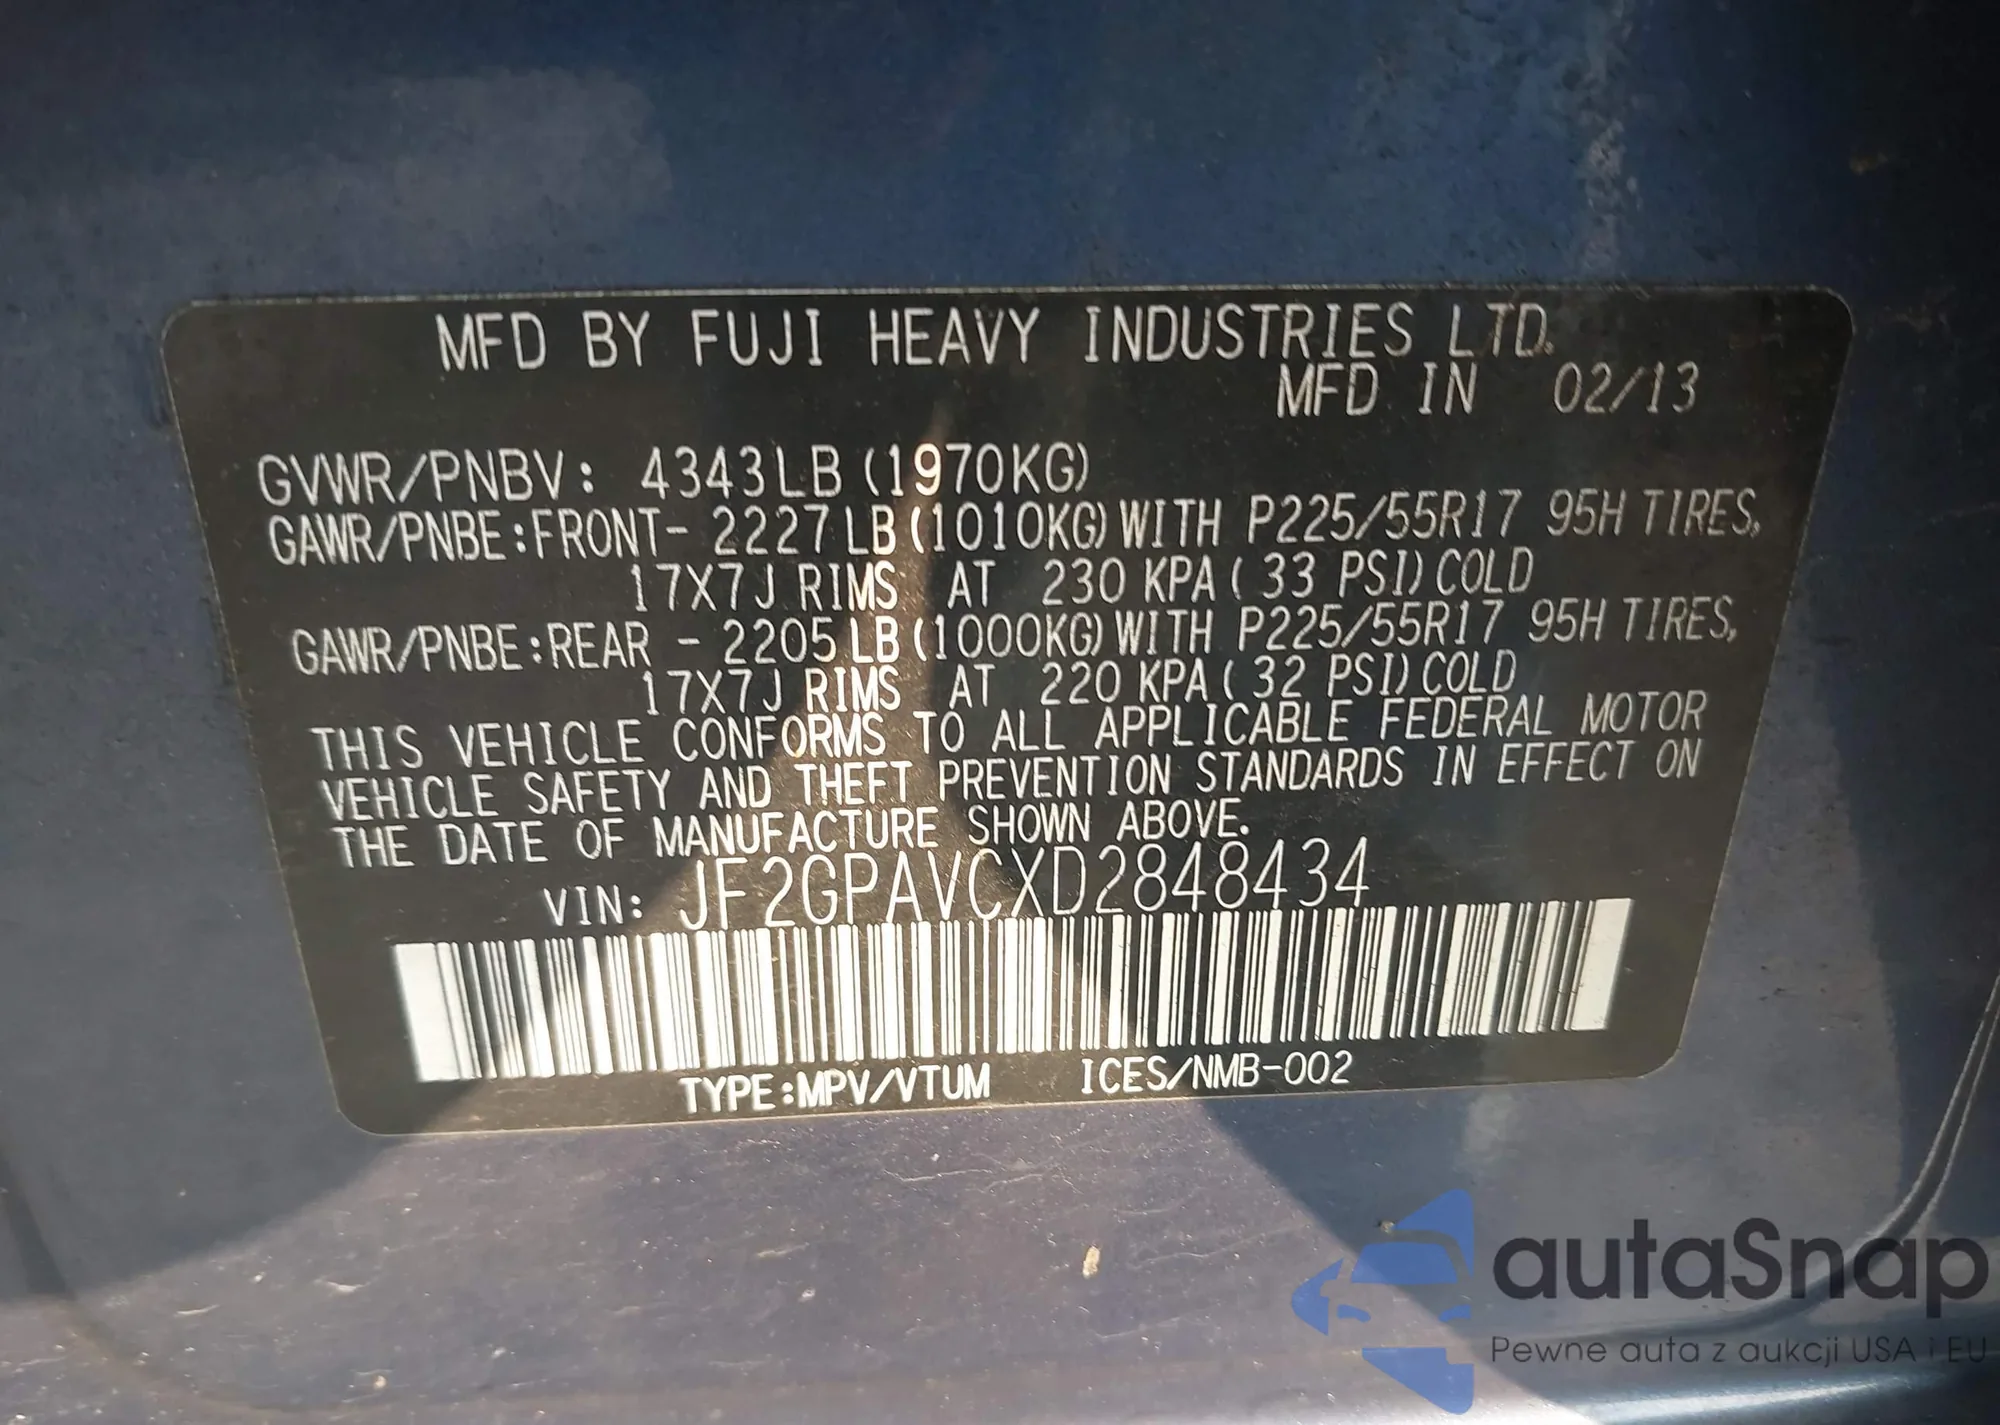 MFD BY FUJI HEAVY INDUSTRIES LTD.
MFD IN 02/13
GVWR/PNBV: 4343LB (1970KG)
GAWR/PNBE:FRONT- 2227LB (1010KG) WITH P225/55R17 95H TIRES,
17X7J RIMS AT 230 KPA ( 33 PSI) COLD
GAWR/PNBE:REAR - 2205LB (1000KG) WITH P225/55R17 95H TIRES,
17X7J RIMS AT 220 KPA ( 32 PSI) COLD
THIS VEHICLE CONFORMS TO ALL APPLICABLE FEDERAL MOTOR
VEHICLE SAFETY AND THEFT PREVENTION STANDARDS IN EFFECT ON
THE DATE OF MANUFACTURE SHOWN ABOVE.
VIN: JF2GPAVCXD2848434
TYPE:MPV/VTUM ICES/NMB-002
autaSnap
Pewne auta z aukcji USA i EU